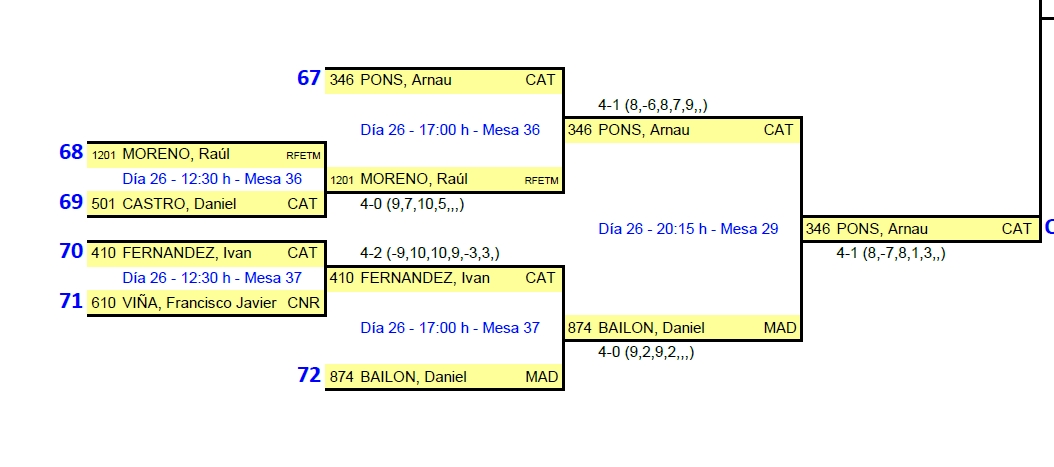 67 346 PONS, Arnau CAT
4-1 (8,-6,8,7,9,,)
Día 26 - 17:00 h - Mesa 36
346 PONS, Arnau CAT
68 1201 MORENO, Raúl RFETM
Día 26 - 12:30 h - Mesa 36
1201 MORENO, Raúl RFETM
69 501 CASTRO, Daniel CAT
4-0 (9,7,10,5,,,)
Día 26 - 20:15 h - Mesa 29
346 PONS, Arnau CAT
4-1 (8,-7,8,1,3,,)
70 410 FERNANDEZ, Ivan CAT
4-2 (-9,10,10,9,-3,3,)
Día 26 - 12:30 h - Mesa 37
410 FERNANDEZ, Ivan CAT
71 610 VIÑA, Francisco Javier CNR
Día 26 - 17:00 h - Mesa 37
874 BAILON, Daniel MAD
4-0 (9,2,9,2,,,)
72 874 BAILON, Daniel MAD